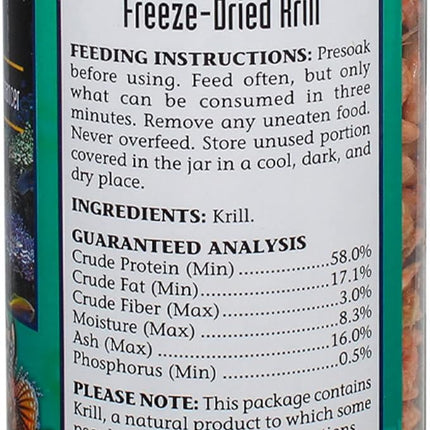 Freeze-Dried Krill
FEEDING INSTRUCTIONS: Presoak
before using. Feed often, but only
what can be consumed in three
minutes. Remove any uneaten food.
Never overfeed. Store unused portion
covered in the jar in a cool, dark, and
dry place.
INGREDIENTS: Krill.
GUARANTEED ANALYSIS
Crude Protein (Min) ....................58.0%
Crude Fat (Min) ..........................17.1%
Crude Fiber (Max) ........................3.0%
Moisture (Max) ............................8.3%
Ash (Max) ..................................16.0%
Phosphorus (Min) ........................0.5%
PLEASE NOTE: This package contains
Krill, a natural product to which some